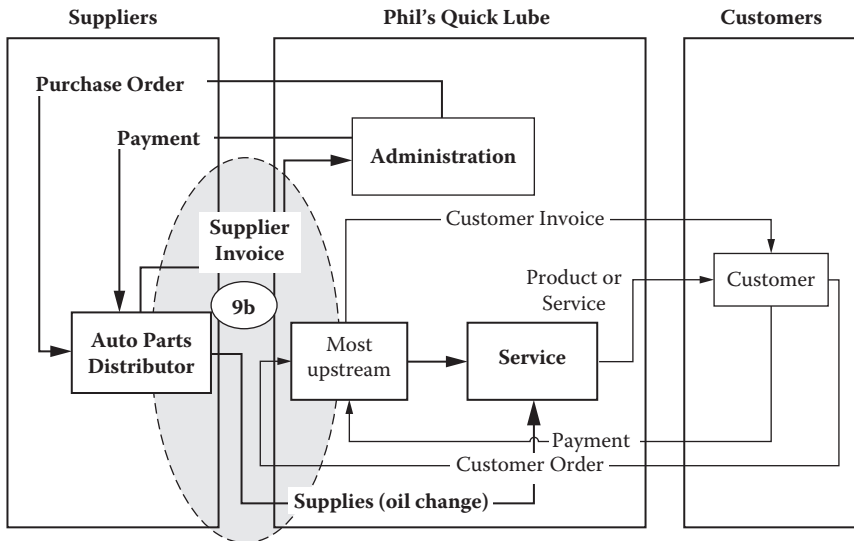 Suppliers
Phil's Quick Lube
Customers
Purchase Order
Payment
Administration
Supplier
Invoice
Customer Invoice
Product or
Service
Customer
9b
Auto Parts
Distributor
Most
upstream
Service
Payment
Customer Order
Supplies (oil change)